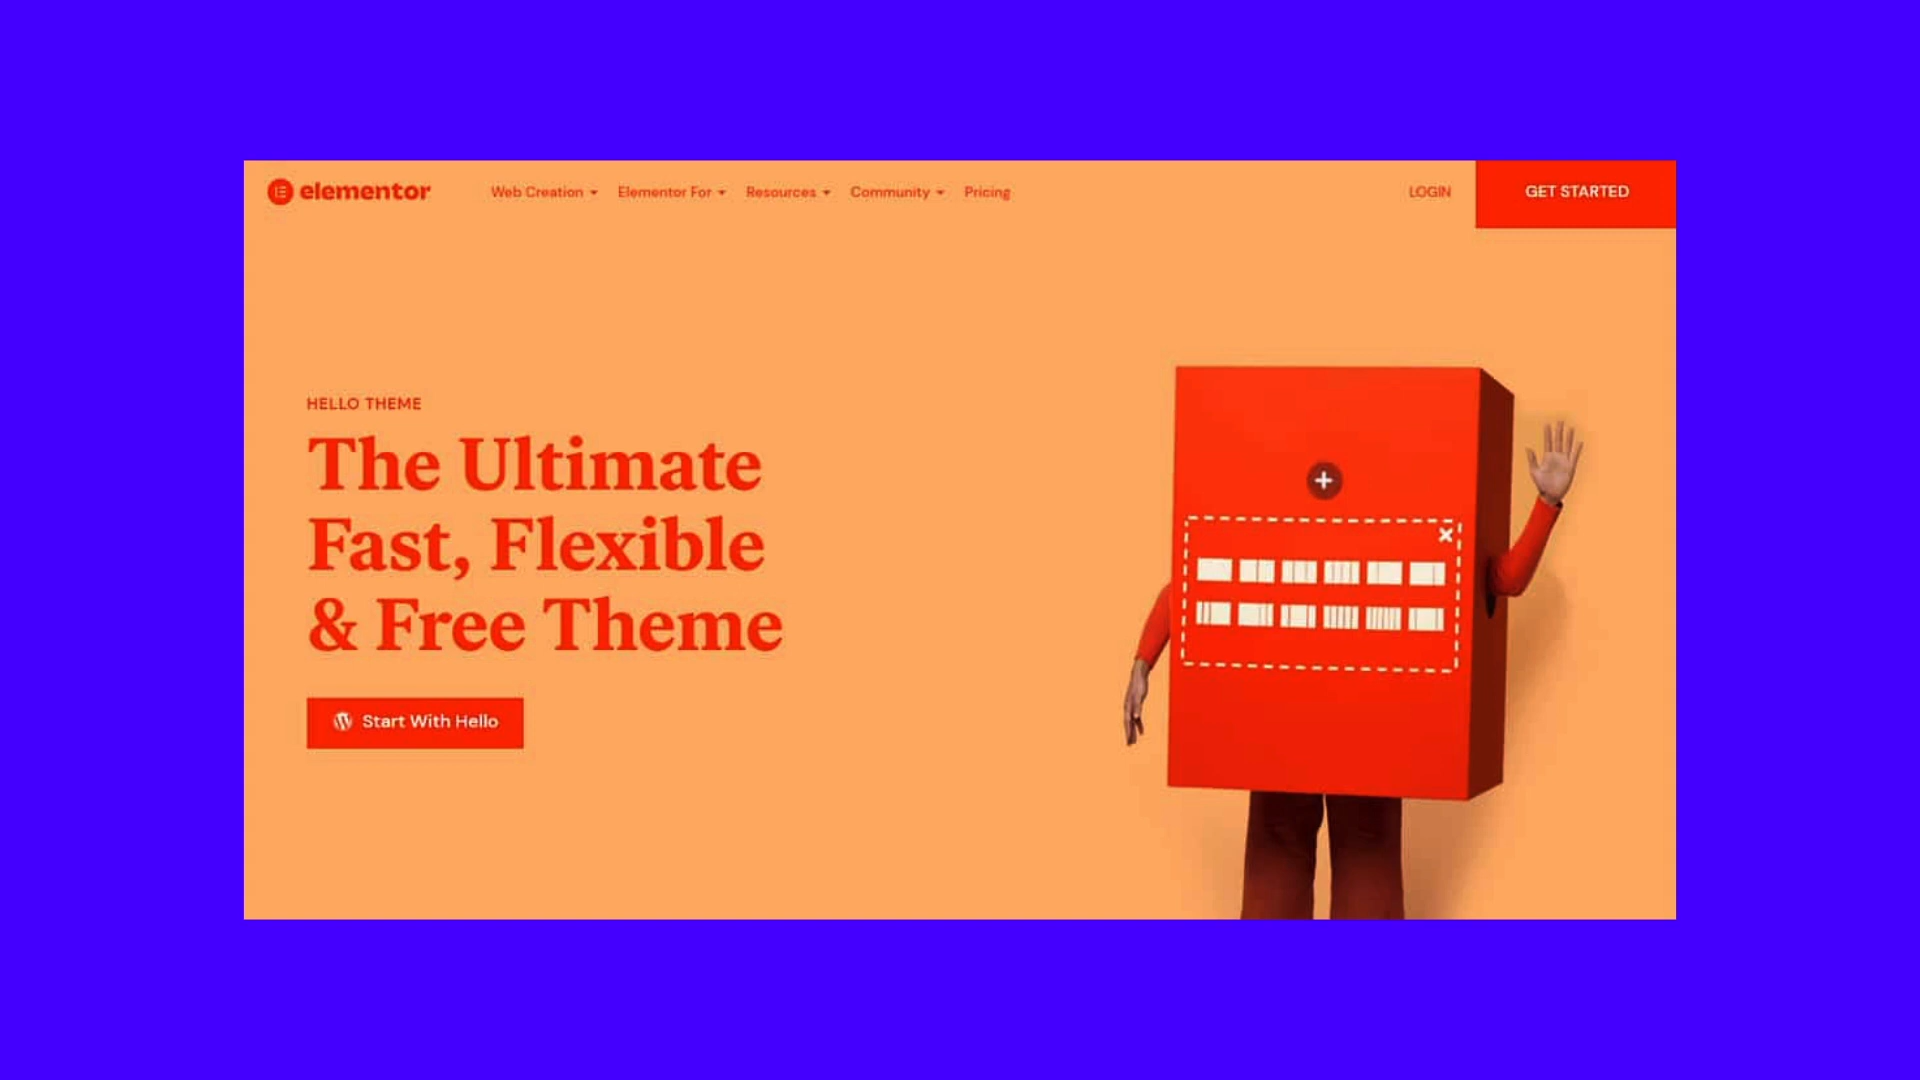 elementor
Web Creation
Elementor For
Resources
Community
Pricing
LOGIN
GET STARTED
HELLO THEME
The Ultimate
Fast, Flexible
& Free Theme
Start With Hello